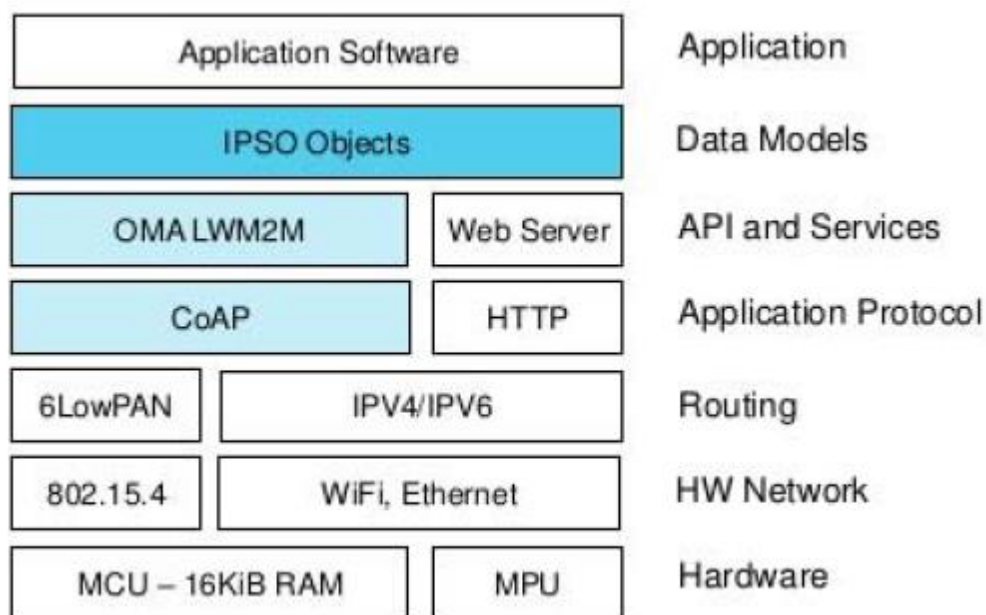 Application Software Application
IPSO Objects Data Models
OMA LWM2M Web Server API and Services
CoAP HTTP Application Protocol
6LowPAN IPV4/IPV6 Routing
802.15.4 WiFi, Ethernet HW Network
MCU – 16KiB RAM MPU Hardware